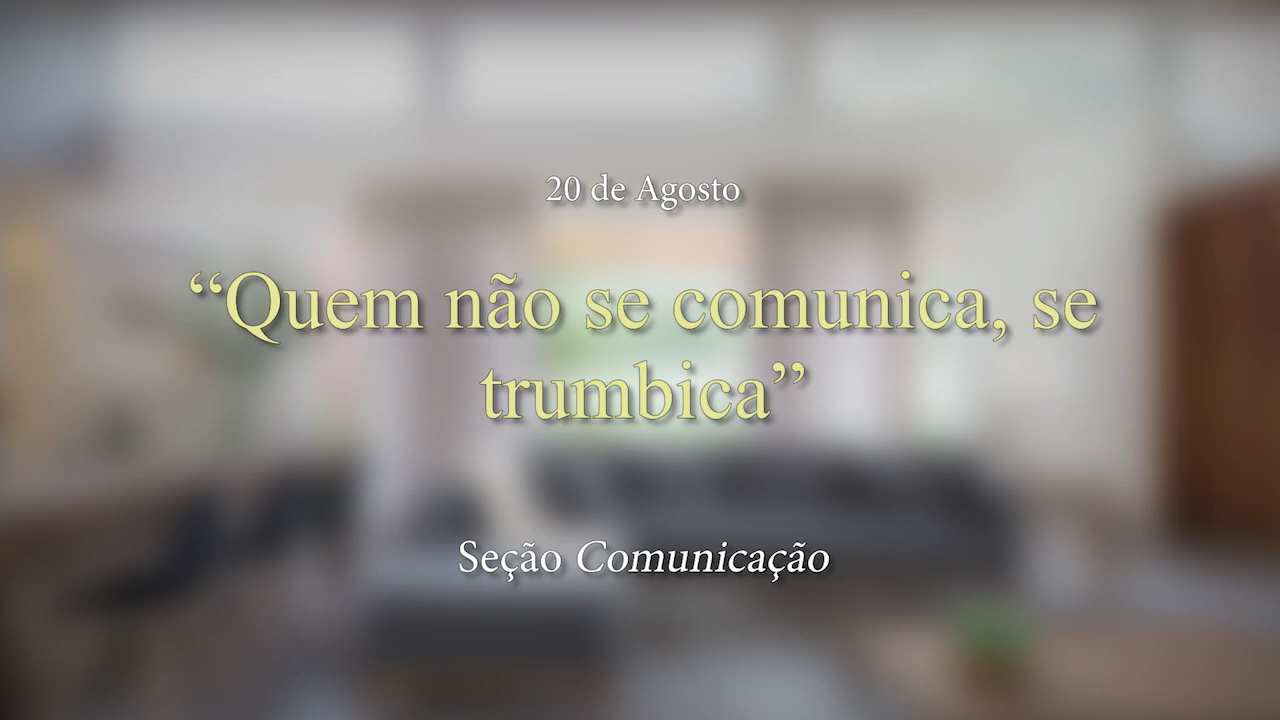 20 de Agosto
“Quem não se comunica, se
trumbica”
Seção Comunicação